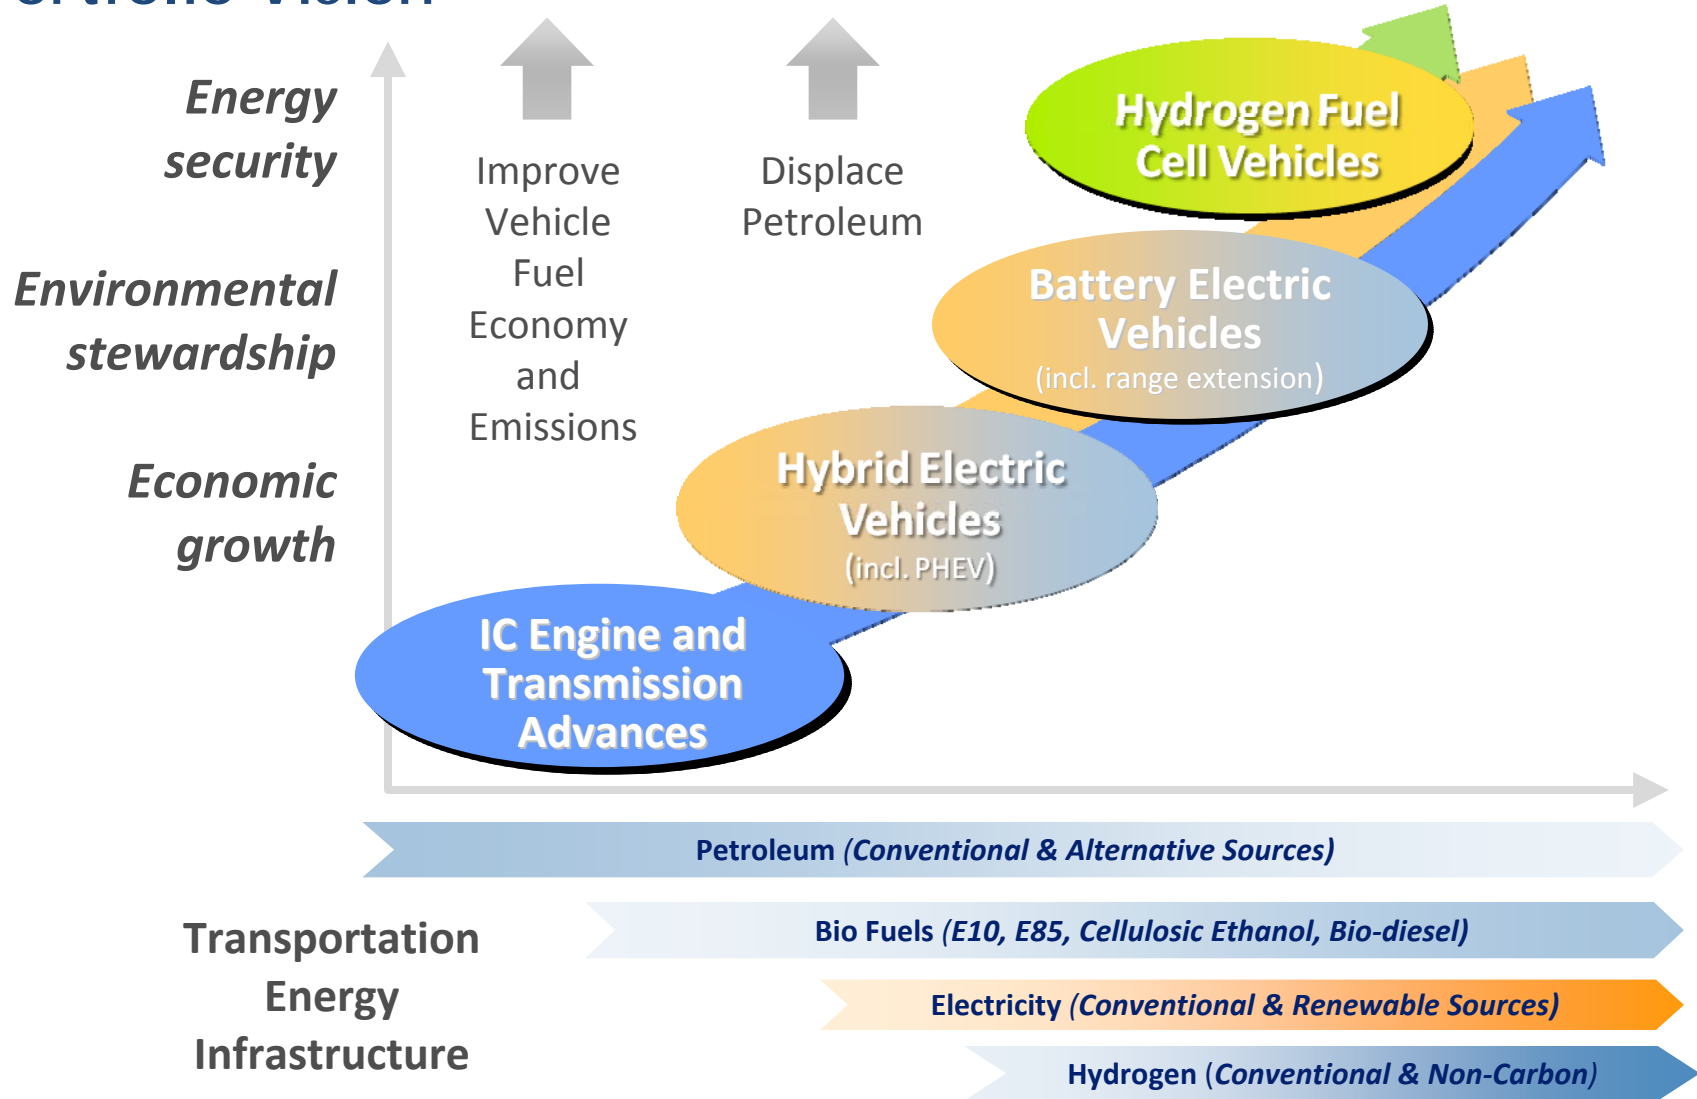 Vision
Energy
security
Environmental
stewardship
Economic
growth
Improve
Vehicle
Fuel
Economy
and
Emissions
Displace
Petroleum
Hydrogen Fuel
Cell Vehicles
Battery Electric
Vehicles
(incl. range extension)
Hybrid Electric
Vehicles
(incl. PHEV)
IC Engine and
Transmission
Advances
Petroleum (Conventional & Alternative Sources)
Bio Fuels (E10, E85, Cellulosic Ethanol, Bio-diesel)
Electricity (Conventional & Renewable Sources)
Hydrogen (Conventional & Non-Carbon)
Transportation
Energy
Infrastructure